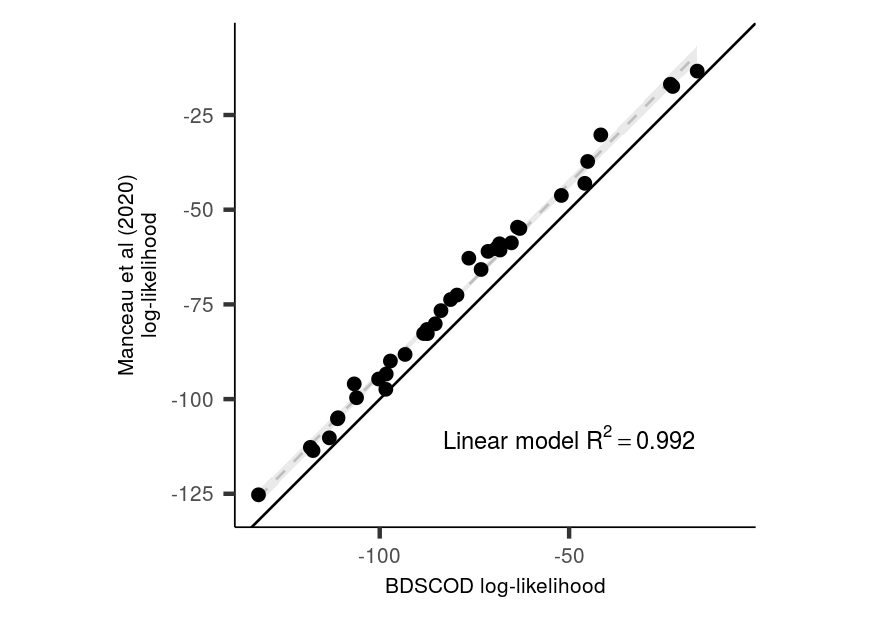 -25
-50
-75
-100
-125
Manceau et al (2020)
log-likelihood
Linear model R² = 0.992
-100
-50
BDSCOD log-likelihood